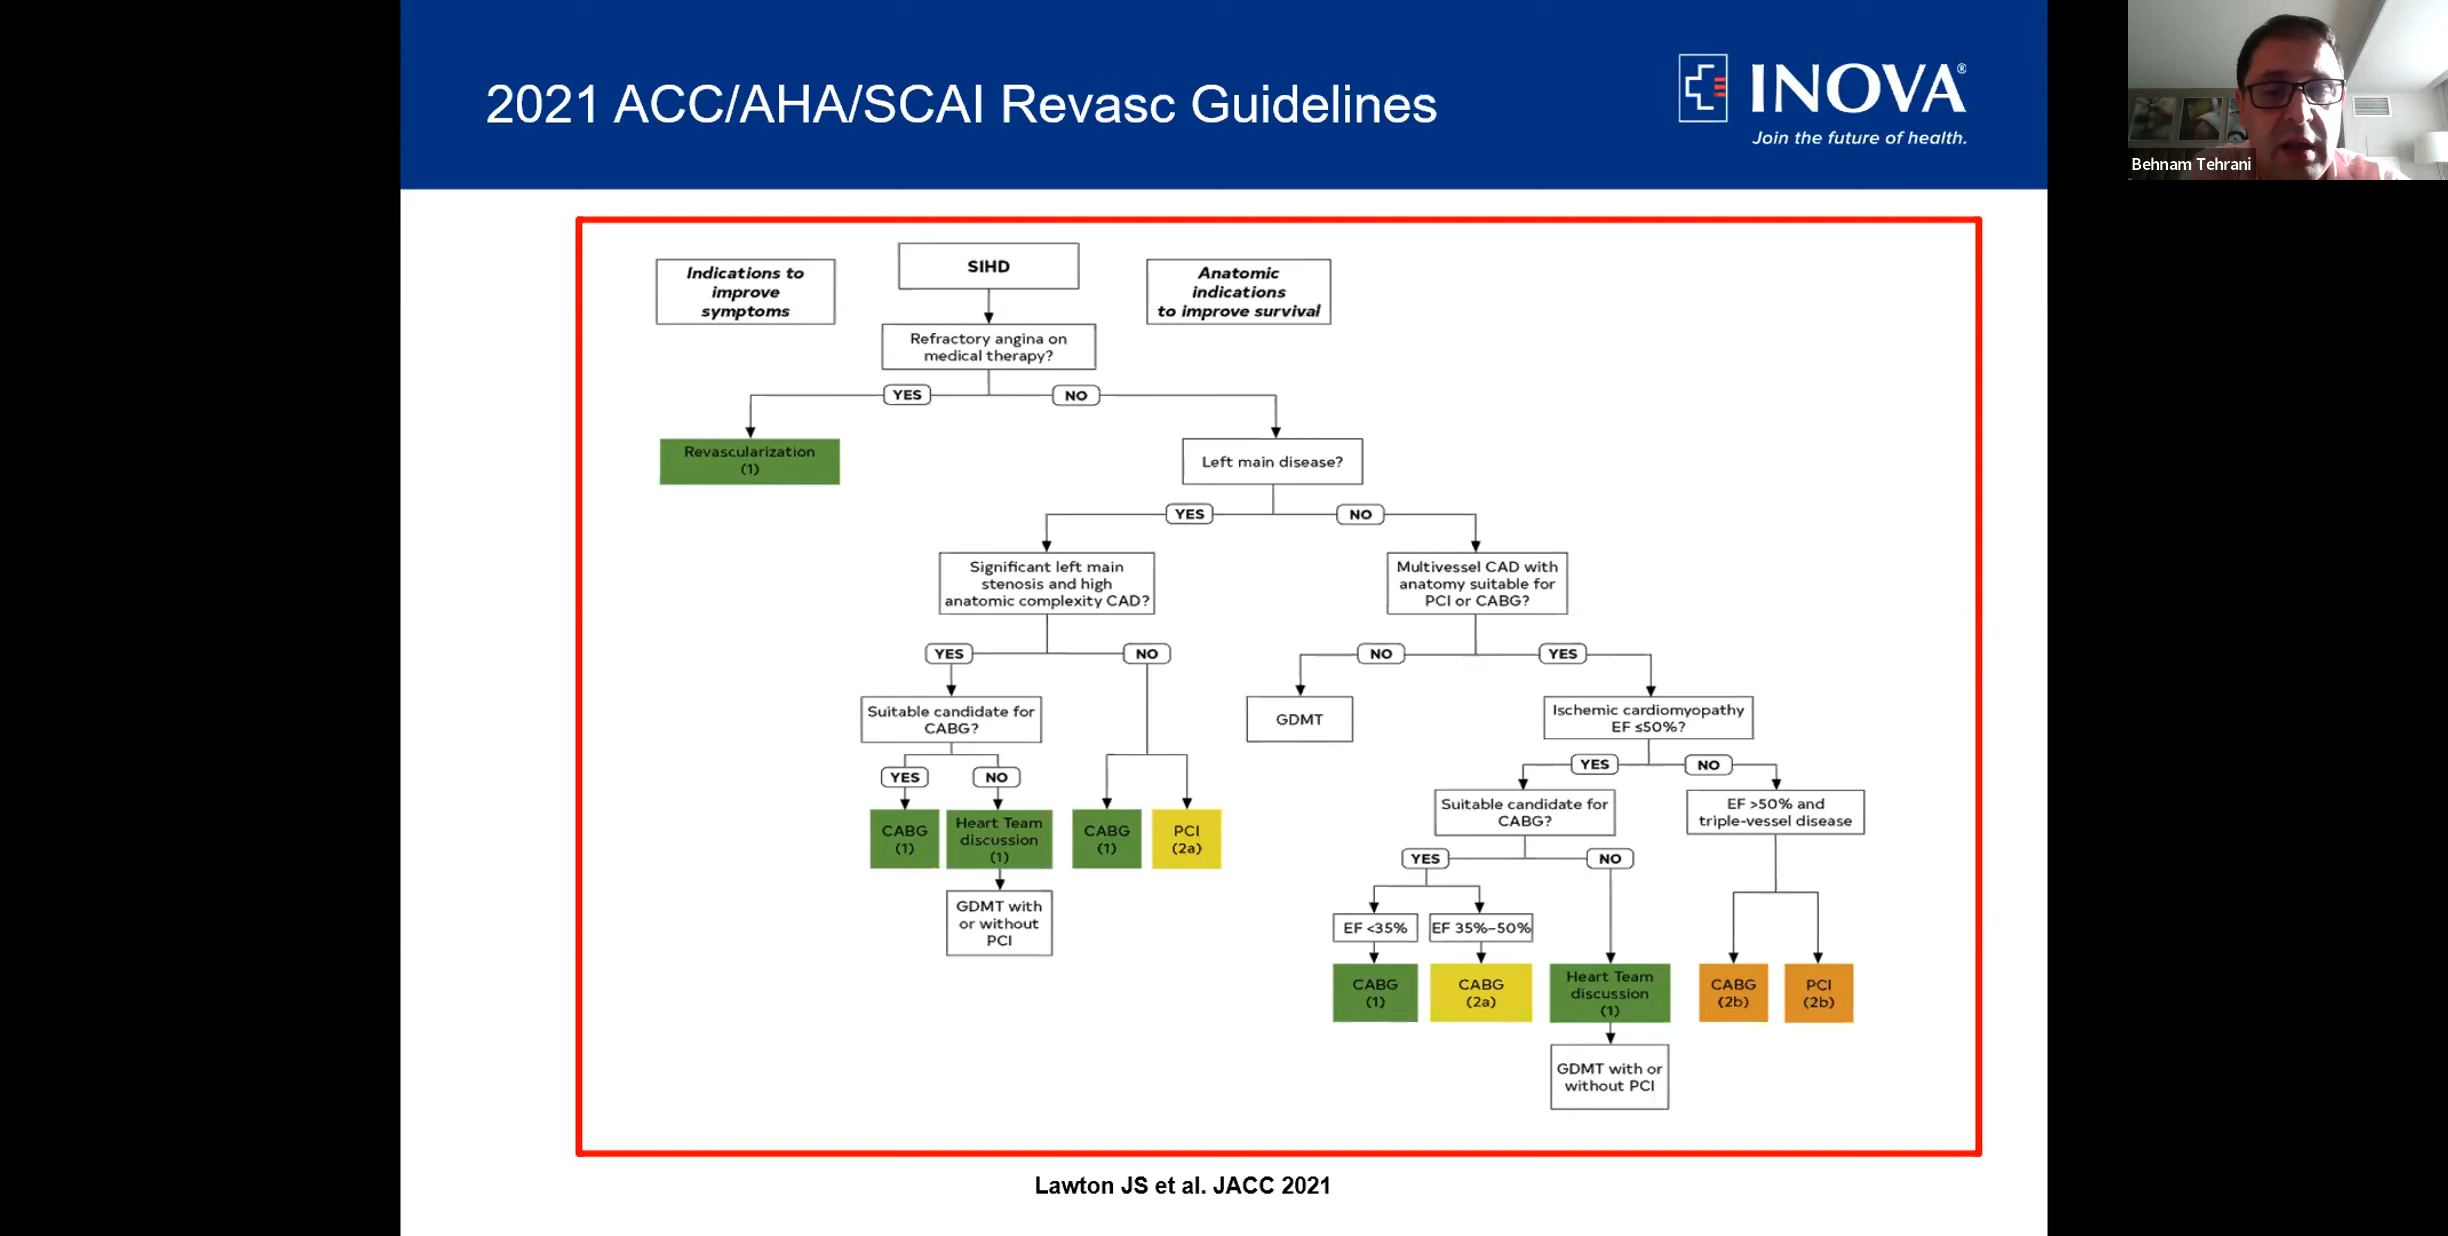 2021 ACC/AHA/SCAI Revasc Guidelines
INOVA®
Join the future of health.
Behnam Tehrani
Indications to
improve
symptoms
SIHD
Anatomic
indications
to improve survival
Refractory angina on
medical therapy?
YES
NO
Revascularization
(1)
Left main disease?
YES
NO
Significant left main
stenosis and high
anatomic complexity CAD?
Multivessel CAD with
anatomy suitable for
PCI or CABG?
YES
NO
NO
YES
Suitable candidate for
CABG?
GDMT
Ischemic cardiomyopathy
EF ≤50%?
YES
NO
YES
NO
CABG
(1)
Heart Team
discussion
(1)
CABG
(1)
PCI
(2a)
Suitable candidate for
CABG?
EF >50% and
triple-vessel disease
YES
NO
GDMT with
or without
PCI
EF <35%
EF 35%–50%
CABG
(1)
CABG
(2a)
Heart Team
discussion
(1)
CABG
(2b)
PCI
(2b)
GDMT with or
without PCI
Lawton JS et al. JACC 2021